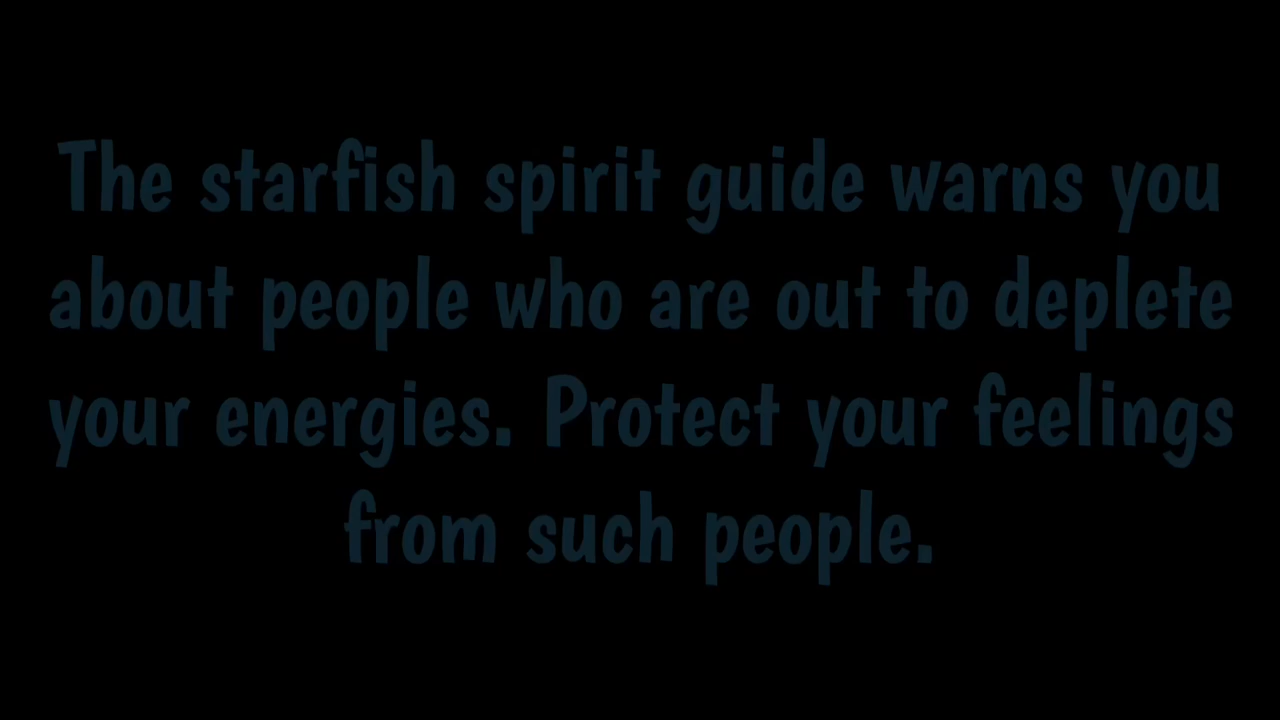 The starfish spirit guide warns you
about people who are out to deplete
your energies. Protect your feelings
from such people.